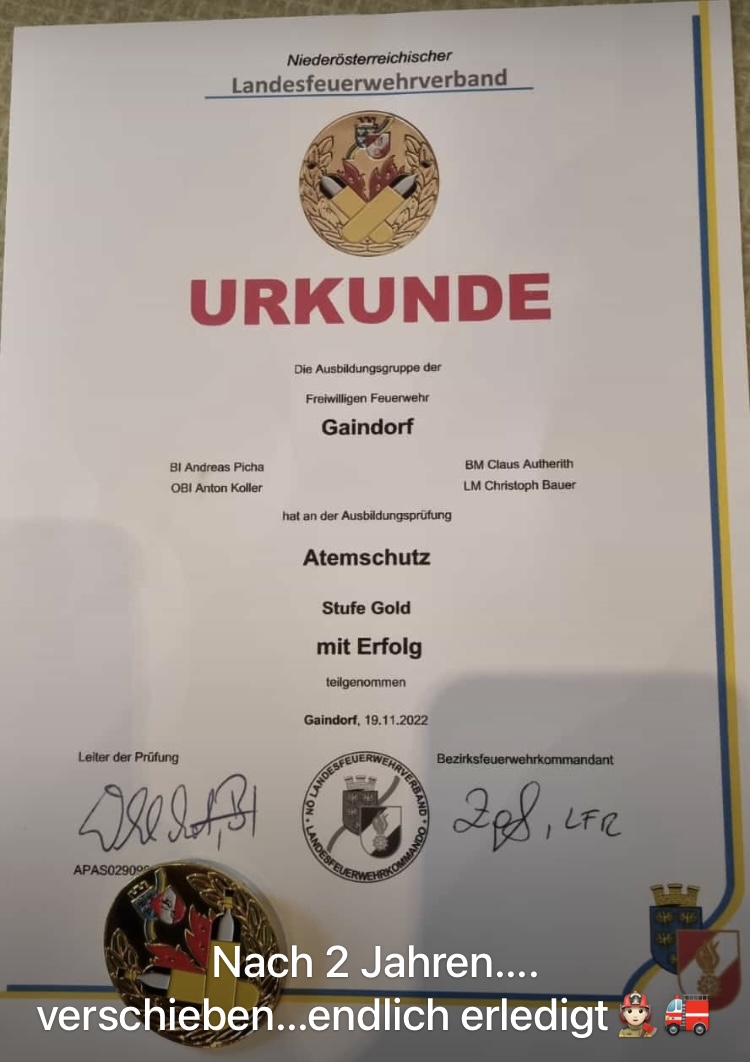 Niederösterreichischer
Landesfeuerwehrverband
URKUNDE
Die Ausbildungsgruppe der
Freiwilligen Feuerwehr
Gaindorf
BI Andreas Picha BM Claus Autherith
OBI Anton Koller LM Christoph Bauer
hat an der Ausbildungsprüfung
Atemschutz
Stufe Gold
mit Erfolg
teilgenommen
Gaindorf, 19.11.2022
Leiter der Prüfung Bezirksfeuerwehrkommandant
NÖ LANDESFEUERWEHRVERBAND
LANDESFEUERWEHRKOMMANDO
, BI
, LFR
Nach 2 Jahren....
verschieben...endlich erledigt 👩🏻‍🚒 🚒